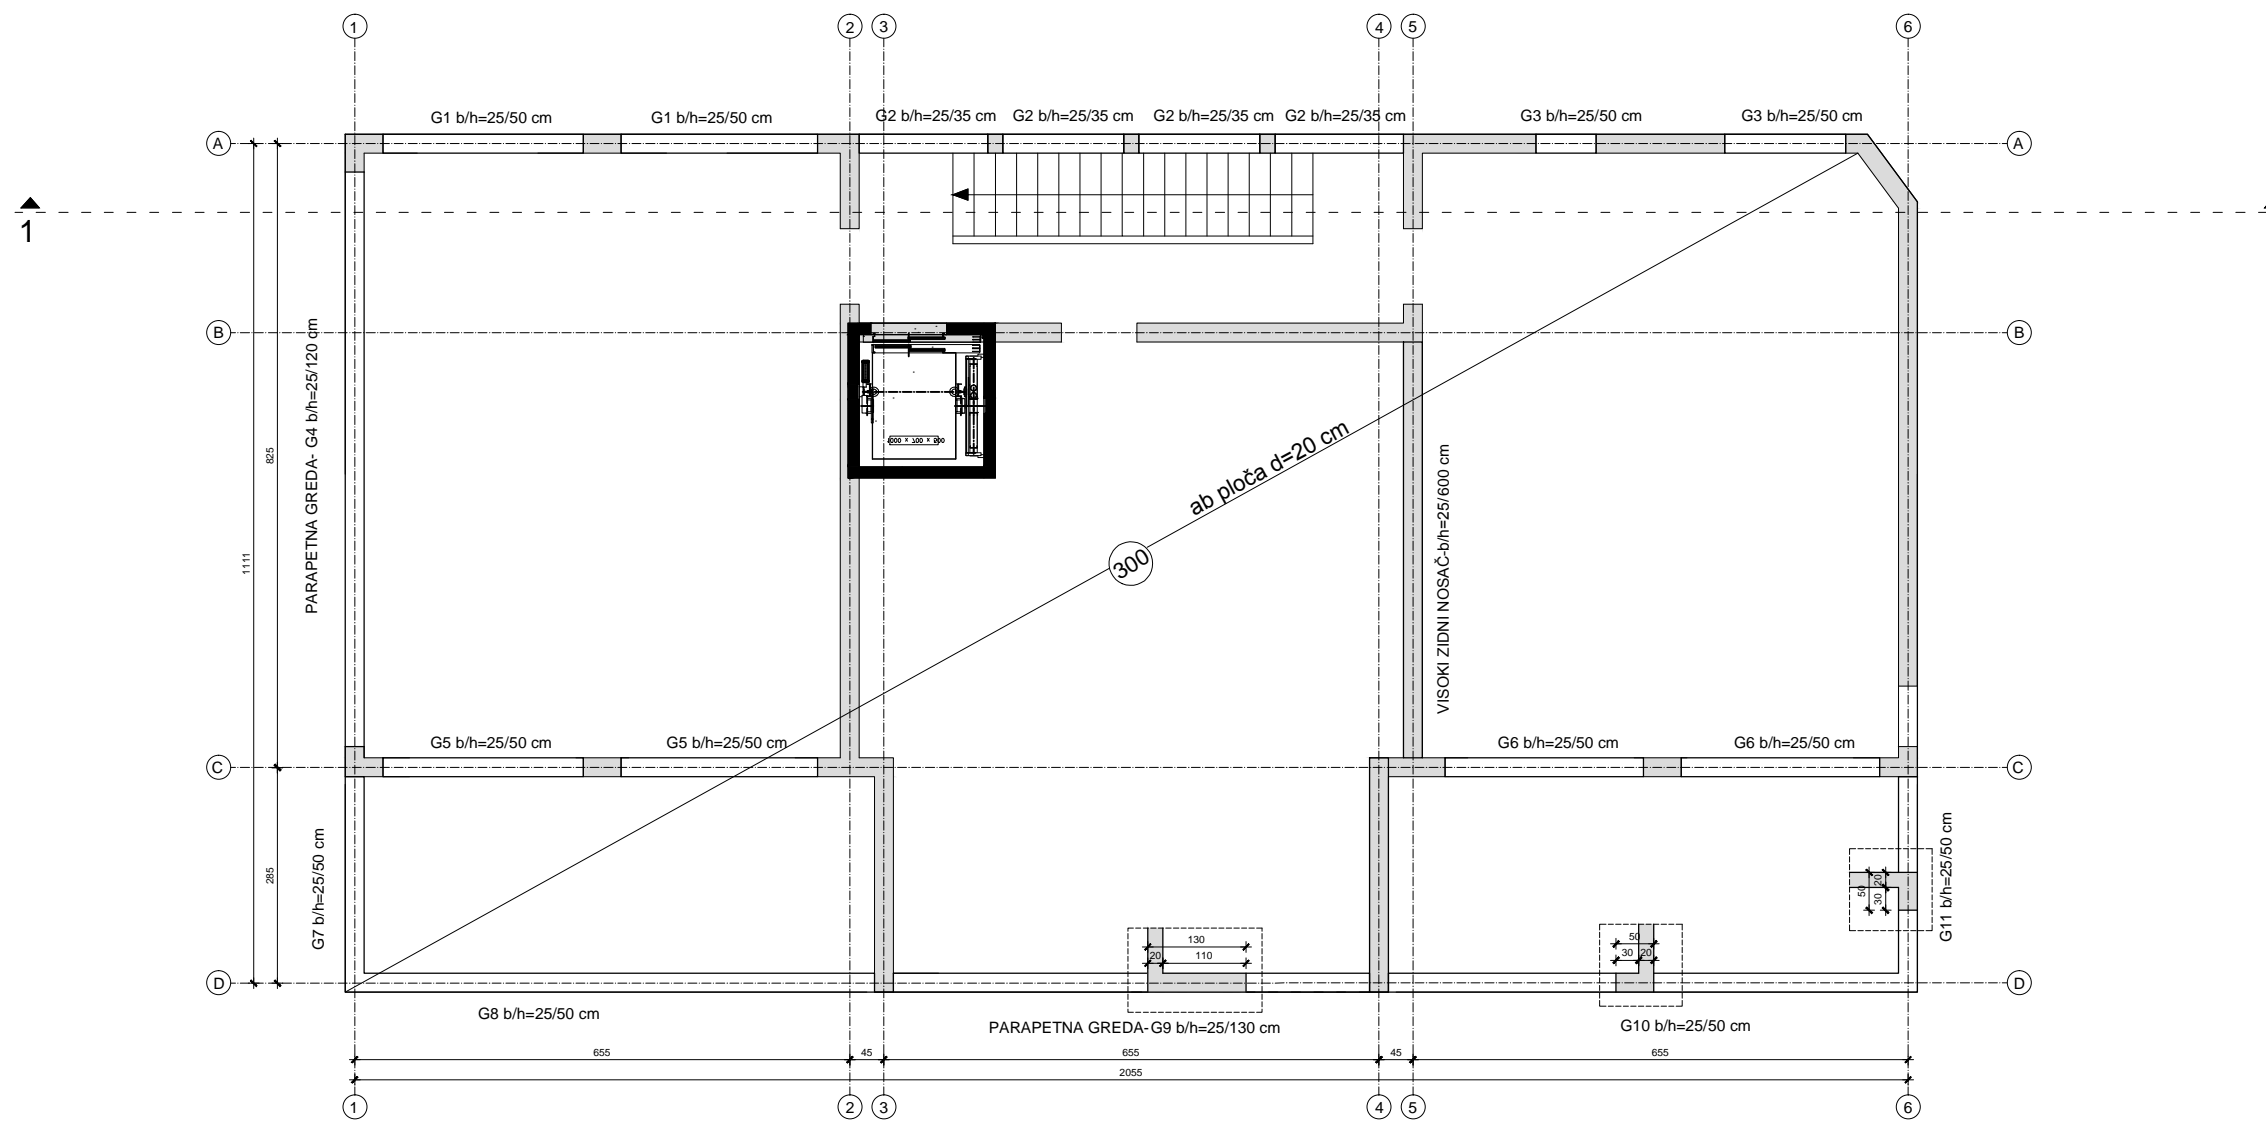 1 2 3 4 5 6
G1 b/h=25/50 cm G1 b/h=25/50 cm G2 b/h=25/35 cm G2 b/h=25/35 cm G2 b/h=25/35 cm G2 b/h=25/35 cm G3 b/h=25/50 cm G3 b/h=25/50 cm
A A
1
B B
PARAPETNA GREDA- G4 b/h=25/120 cm
825
1111
1000 x 700 x 500
ab ploča d=20 cm
300
VISOKI ZIDNI NOSAČ-b/h=25/600 cm
G5 b/h=25/50 cm G5 b/h=25/50 cm G6 b/h=25/50 cm G6 b/h=25/50 cm
C C
285
G7 b/h=25/50 cm
G11 b/h=25/50 cm
50 20 30
130
20 110
50
30 20
D D
G8 b/h=25/50 cm
PARAPETNA GREDA-G9 b/h=25/130 cm
G10 b/h=25/50 cm
655 45 655 45 655
2055
1 2 3 4 5 6